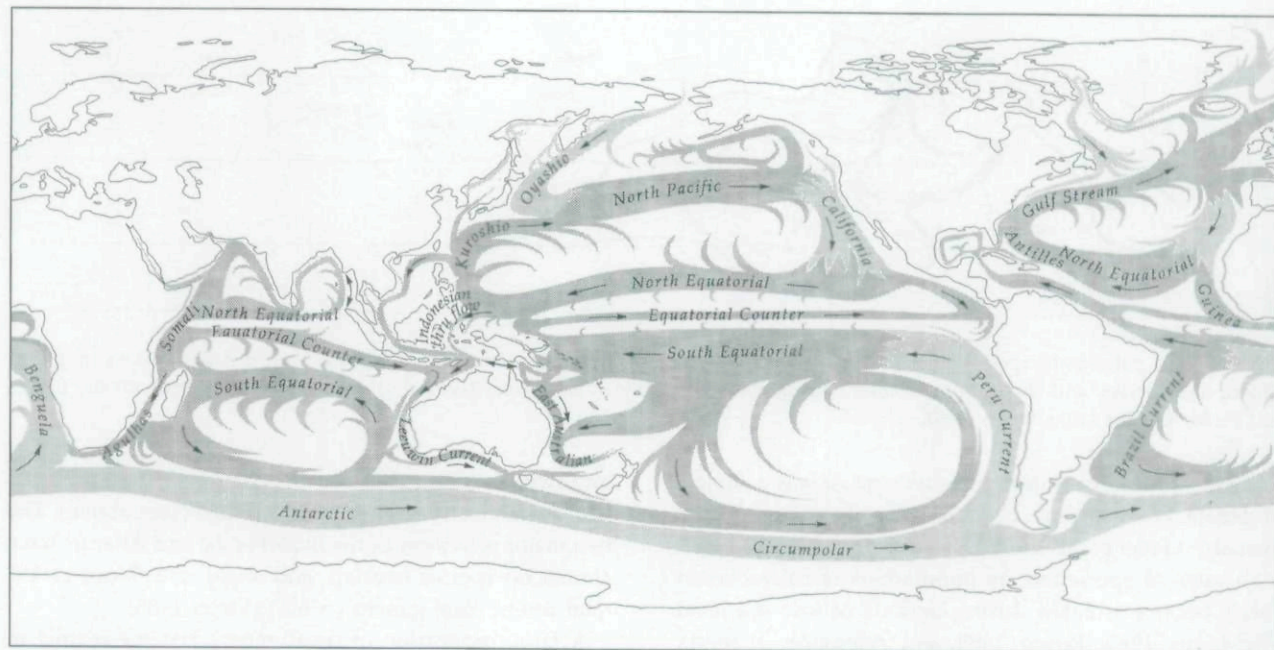 Oyashio
North Pacific
Kuroshio
California
Gulf Stream
Antilles
North Equatorial
North Equatorial
Guinea
Indonesian
thru flow
Equatorial Counter
South Equatorial
Somali
North Equatorial
Equatorial Counter
South Equatorial
Benguela
Agulhas
Leeuwin Current
East Australian
Peru Current
Brazil Current
Antarctic
Circumpolar